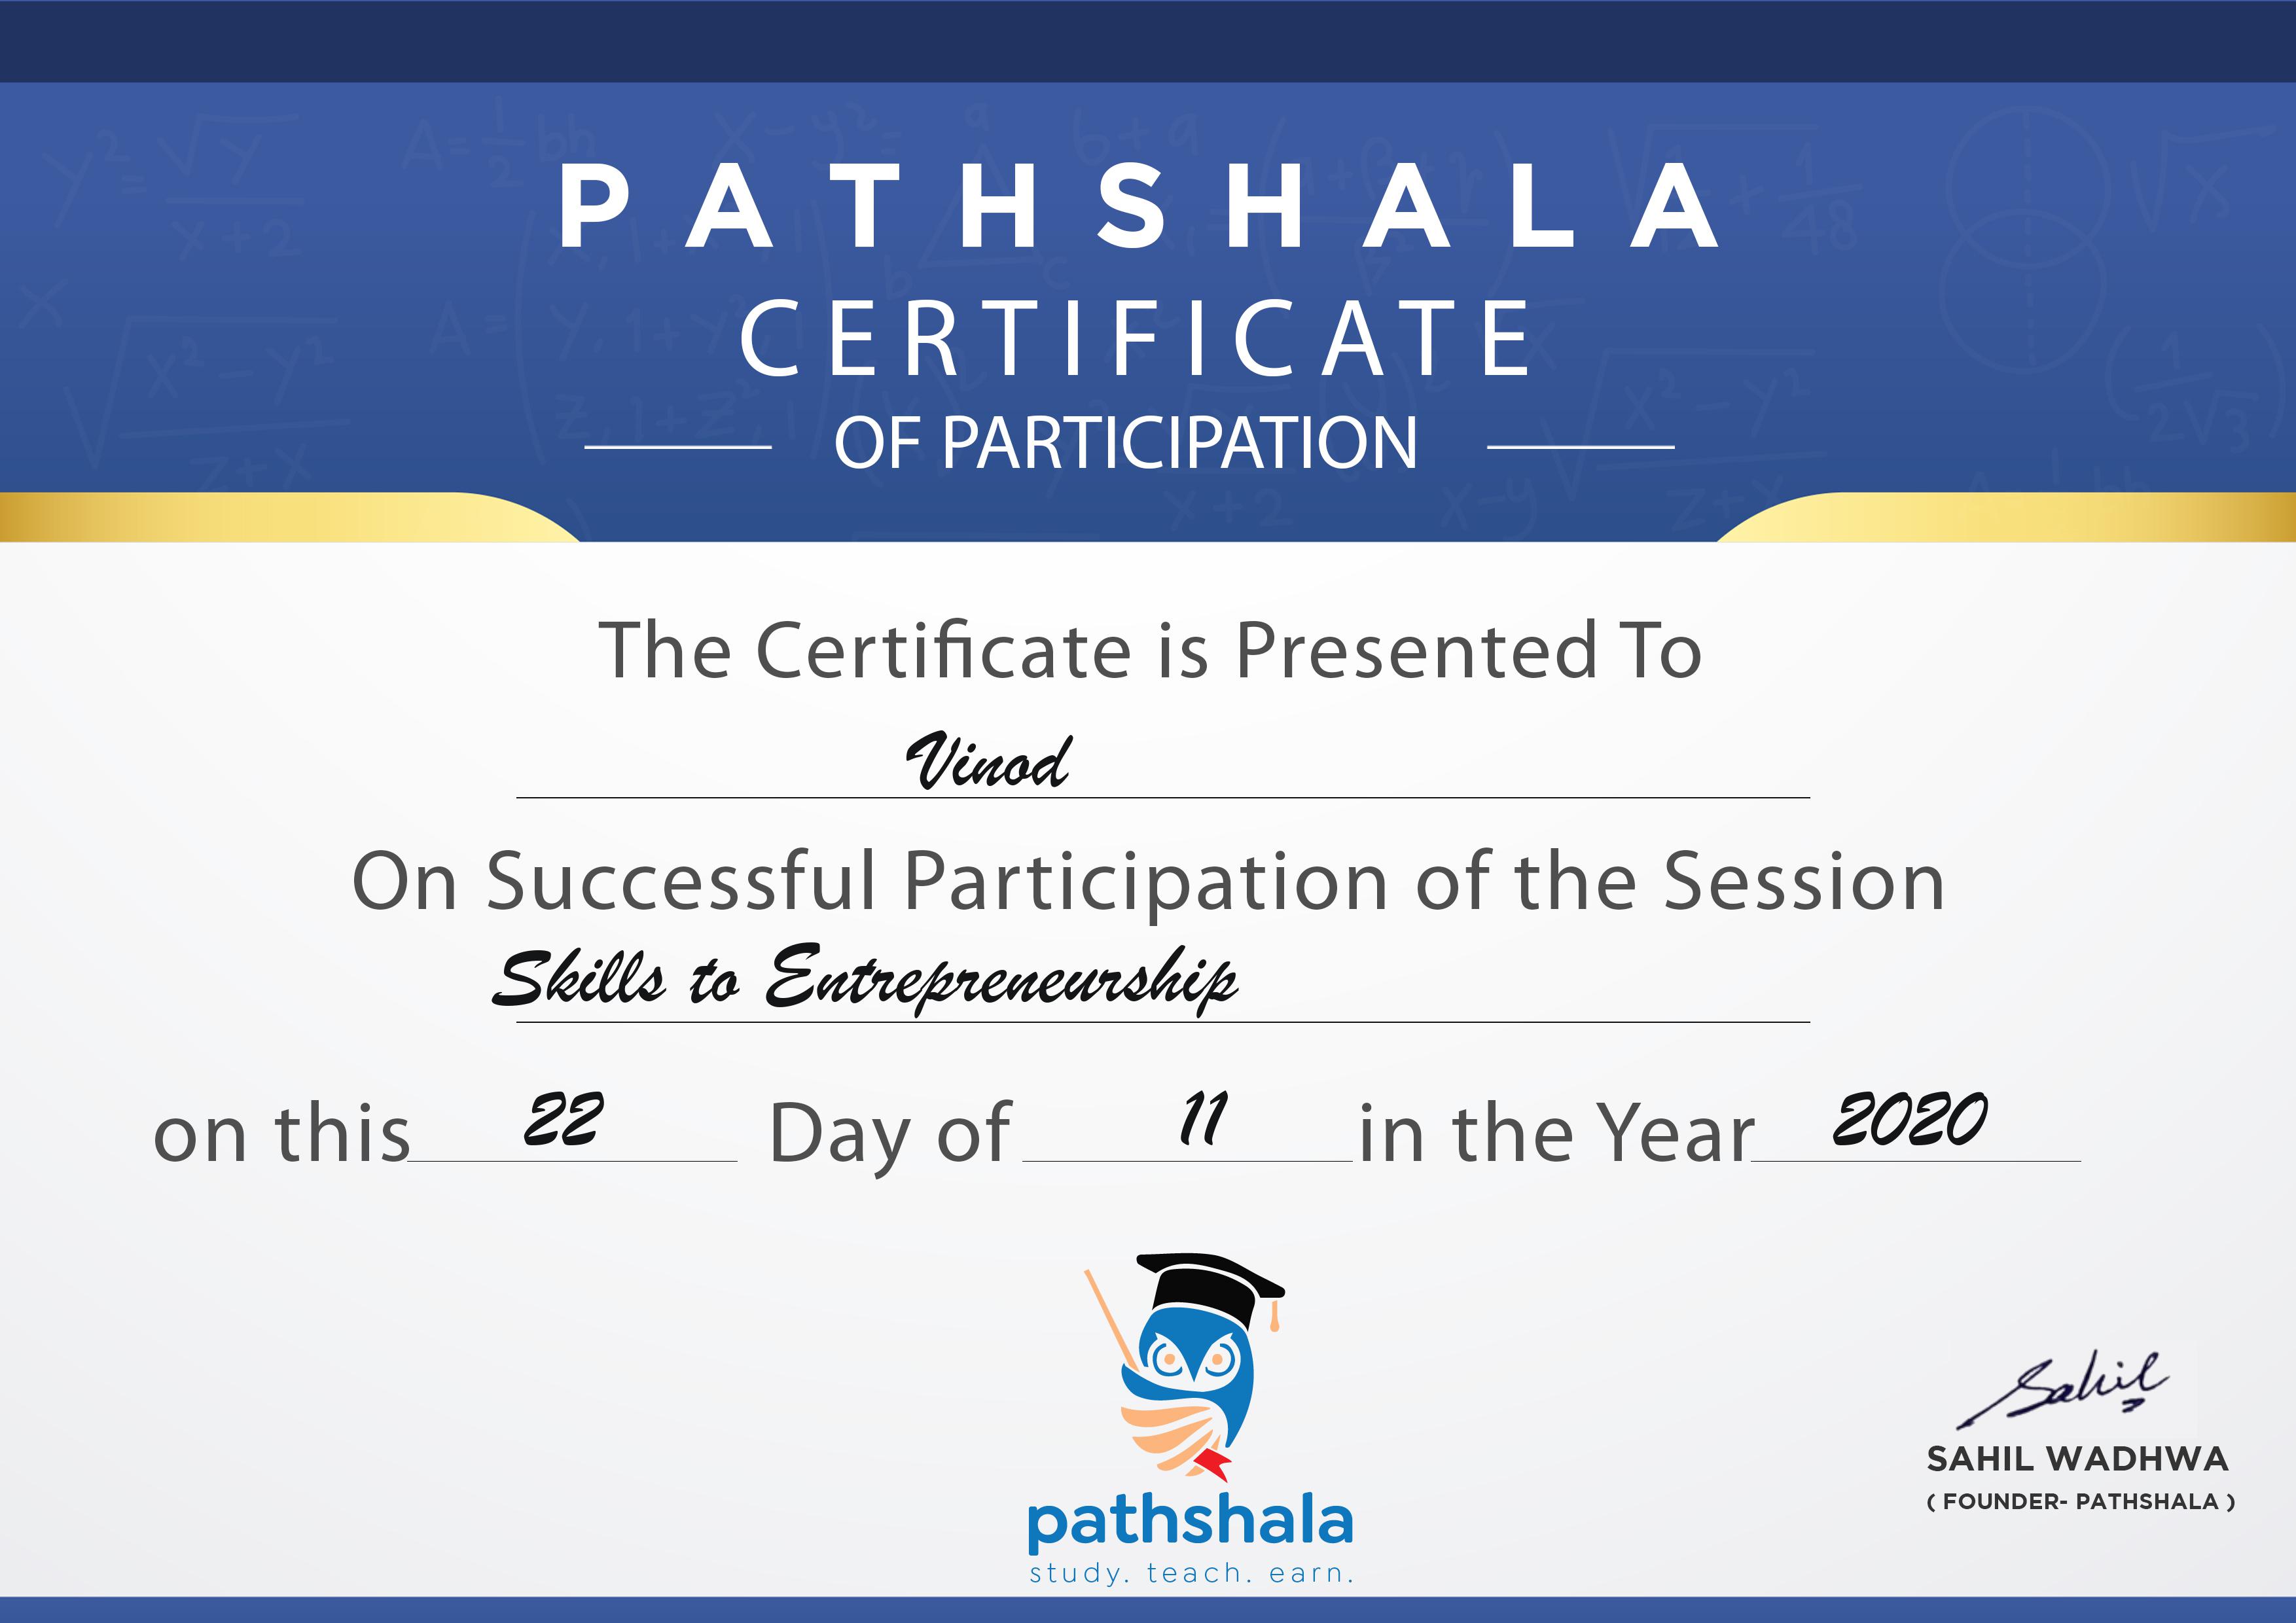 PATHSHALA
CERTIFICATE
OF PARTICIPATION
The Certificate is Presented To
Vinod
On Successful Participation of the Session
Skills to Entrepreneurship
on this 22 Day of 11 in the Year 2020
Sahil
SAHIL WADHWA
( FOUNDER- PATHSHALA )
pathshala
study. teach. earn.